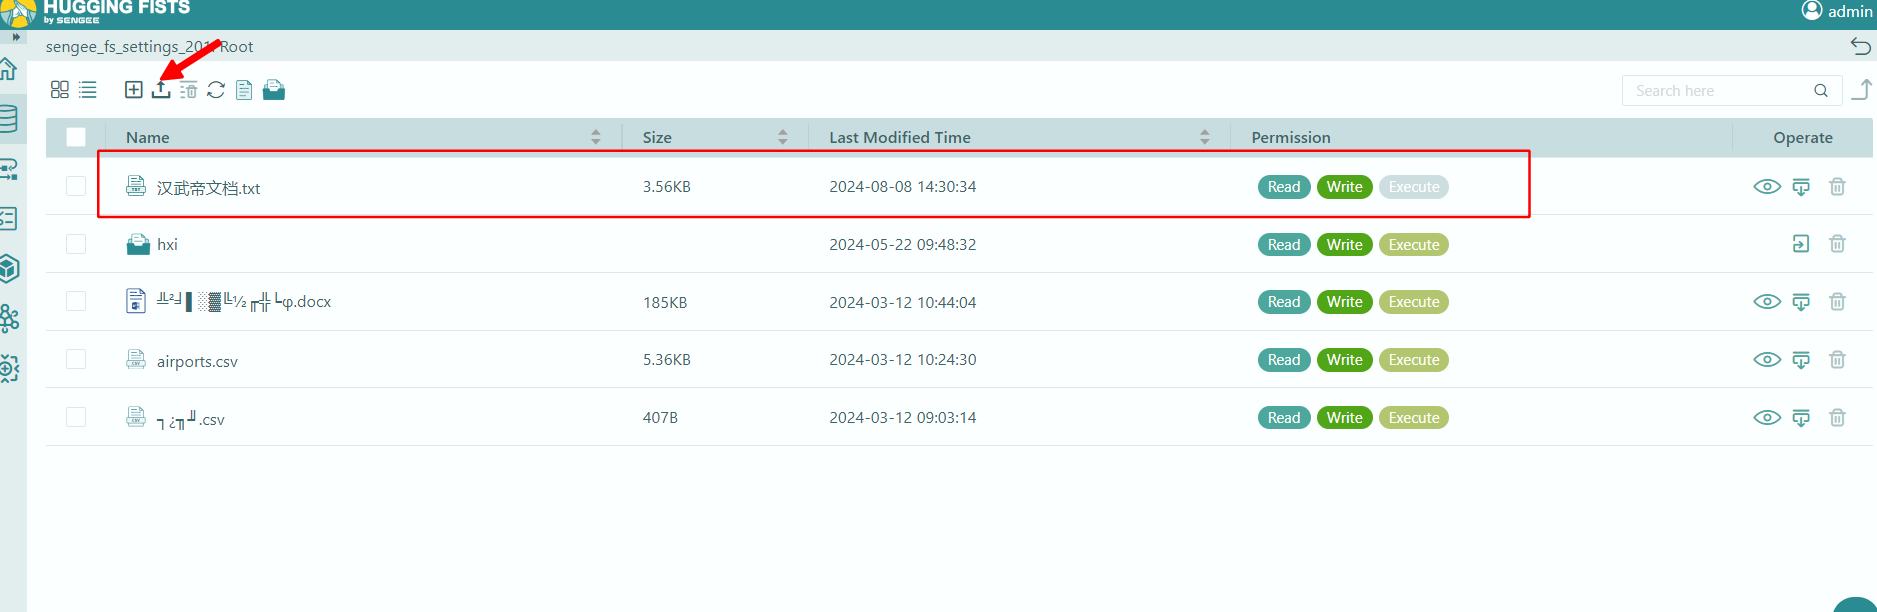 HUGGING FISTS
by SENGEE
admin
sengee_fs_settings_201 Root
Search here
Name Size Last Modified Time Permission Operate
汉武帝文档.txt 3.56KB 2024-08-08 14:30:34 Read Write Execute
hxi 2024-05-22 09:48:32 Read Write Execute
╩²╛▌░▓╚½╓╬└φ.docx 185KB 2024-03-12 10:44:04 Read Write Execute
airports.csv 5.36KB 2024-03-12 10:24:30 Read Write Execute
┐¿╖╜.csv 407B 2024-03-12 09:03:14 Read Write Execute